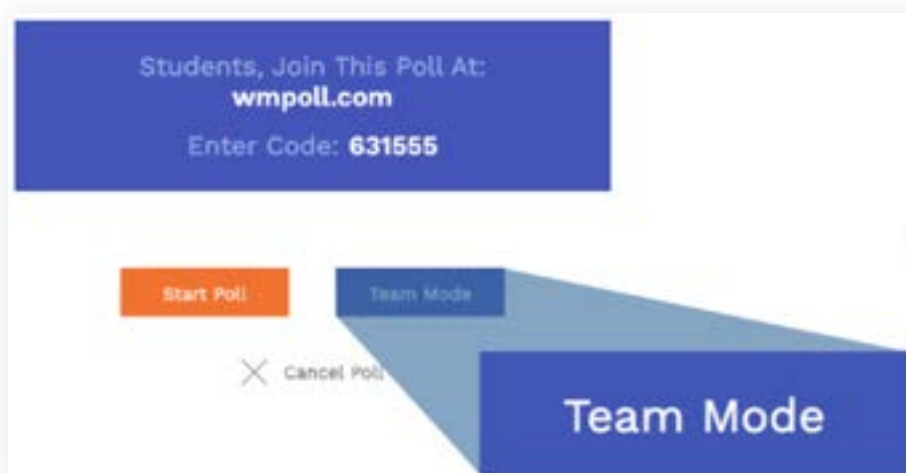 Students, Join This Poll At:
wmpoll.com
Enter Code: 631555
Start Poll
Team Mode
Cancel Poll
Team Mode